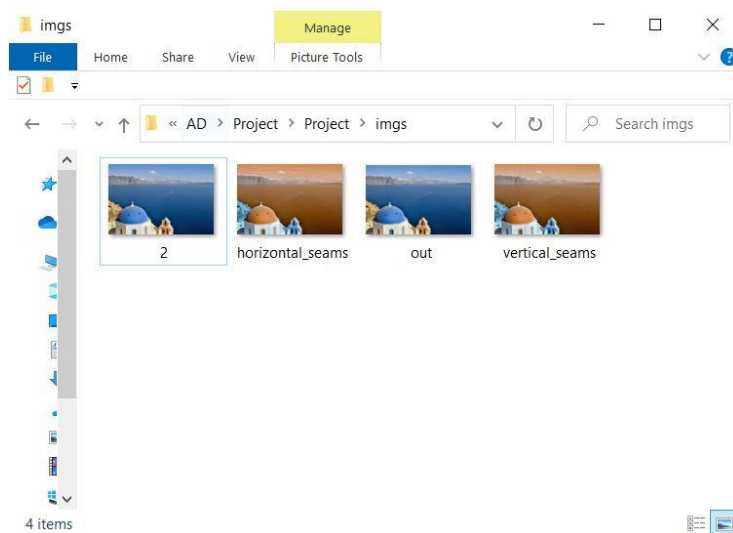 imgs
Manage
File Home Share View Picture Tools
« AD > Project > Project > imgs
Search imgs
2 horizontal_seams out vertical_seams
4 items